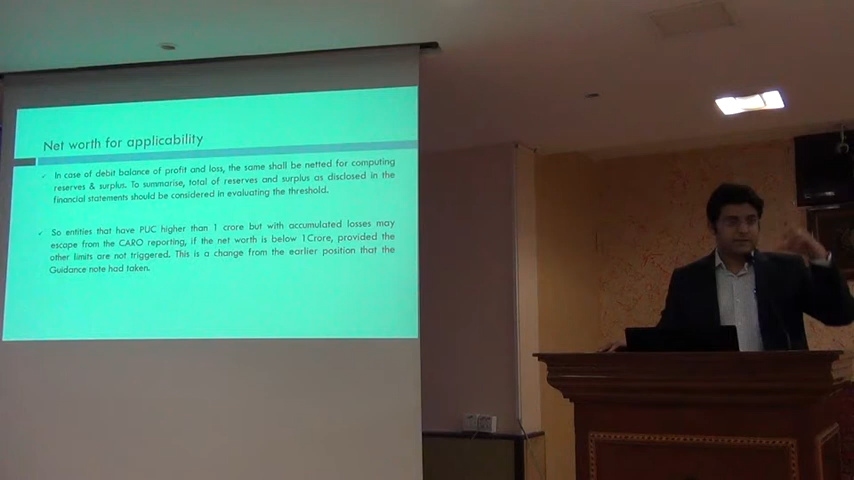 Net worth for applicability
✓ In case of debit balance of profit and loss, the same shall be netted for computing
reserves & surplus. To summarise, total of reserves and surplus as disclosed in the
financial statements should be considered in evaluating the threshold.
✓ So entities that have PUC higher than 1 crore but with accumulated losses may
escape from the CARO reporting, if the net worth is below 1Crore, provided the
other limits are not triggered. This is a change from the earlier position that the
Guidance note had taken.